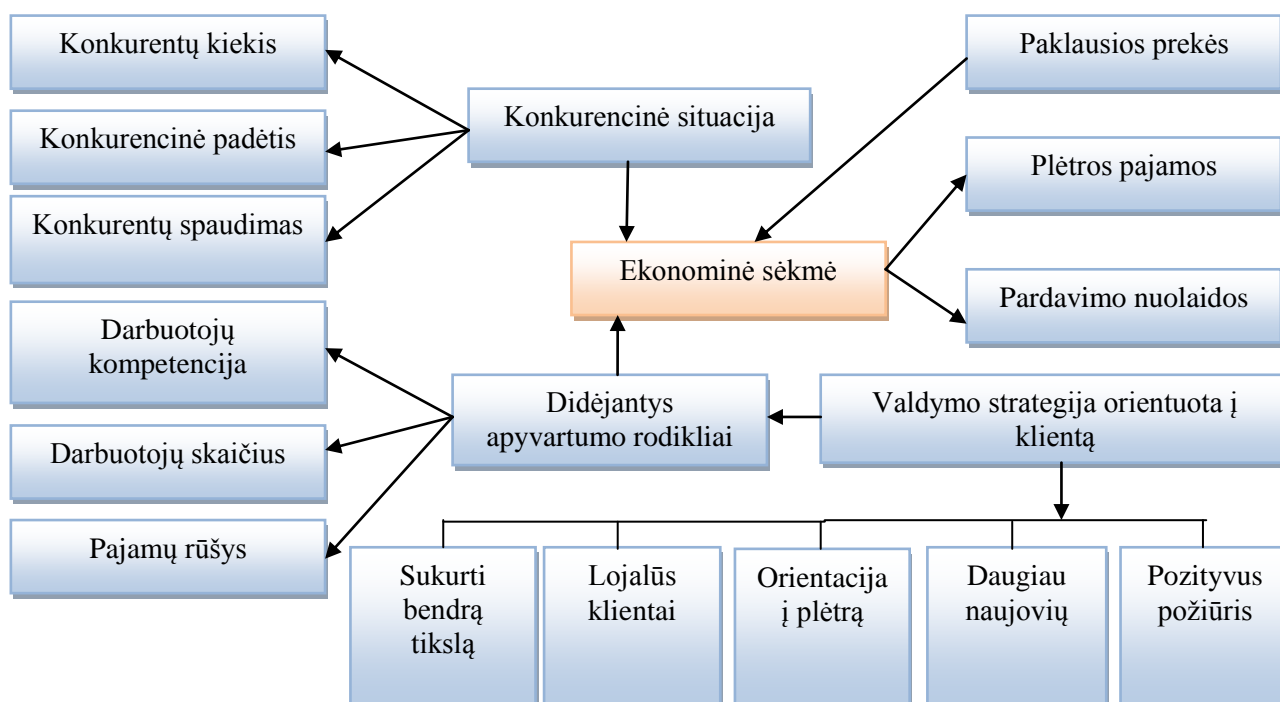 Konkurentų kiekis
Paklausios prekės
Konkurencinė situacija
Konkurencinė padėtis
Plėtros pajamos
Konkurentų spaudimas
Ekonominė sėkmė
Pardavimo nuolaidos
Darbuotojų
kompetencija
Didėjantys
apyvartumo rodikliai
Valdymo strategija orientuota į
klientą
Darbuotojų skaičius
Pajamų rūšys
Sukurti
bendrą
tikslą
Lojalūs
klientai
Orientacija
į plėtrą
Daugiau
naujovių
Pozityvus
požiūris